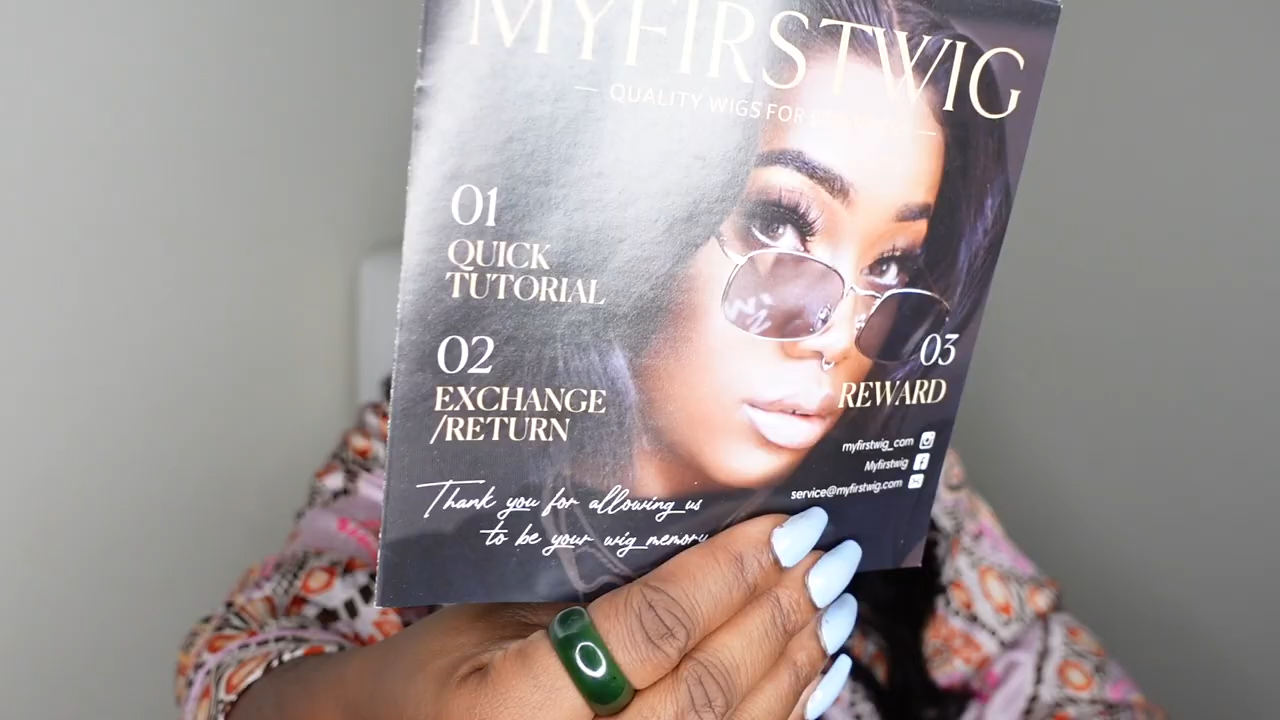 MYFIRSTWIG
QUALITY WIGS FOR
01
QUICK
TUTORIAL
02
EXCHANGE
/RETURN
03
REWARD
myfirstwig_com
Myfirstwig
service@myfirstwig.com
Thank you for allowing us
to be your wig memory